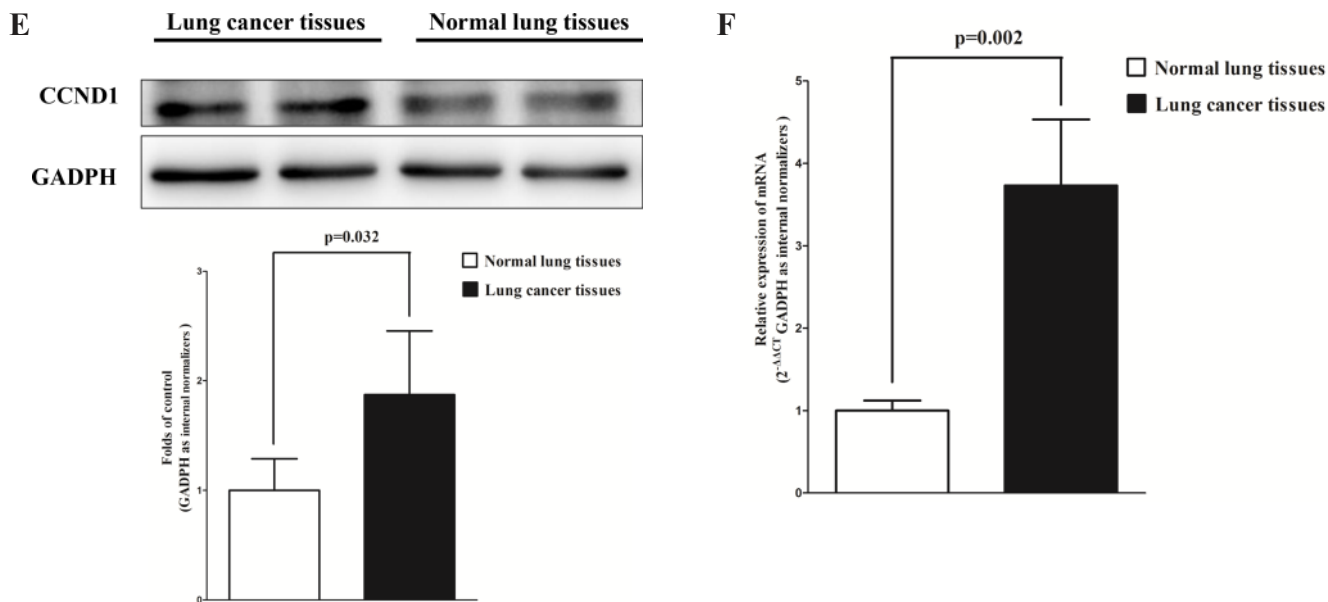 E
Lung cancer tissues
Normal lung tissues
CCND1
GADPH
p=0.032
Normal lung tissues
Lung cancer tissues
Folds of control
(GADPH as internal normalizers )
3
2
1
0
F
p=0.002
Normal lung tissues
Lung cancer tissues
Relative expression of mRNA
(2-ΔΔCT GADPH as internal normalizers )
5
4
3
2
1
0